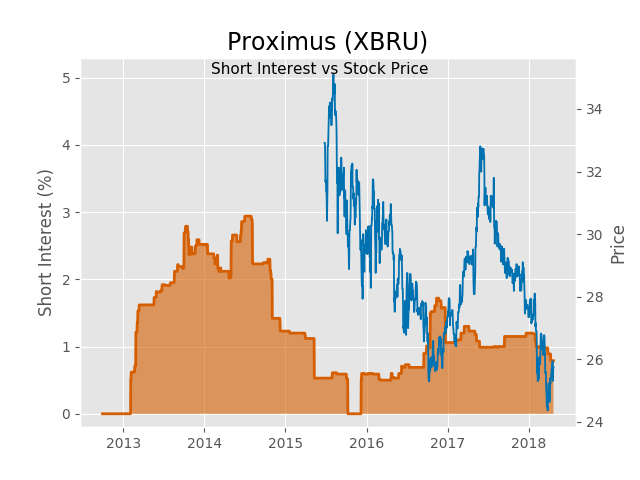 Proximus (XBRU)
Short Interest vs Stock Price
Short Interest (%)
5
4
3
2
1
0
34
32
30
28
26
24
Price
2013 2014 2015 2016 2017 2018